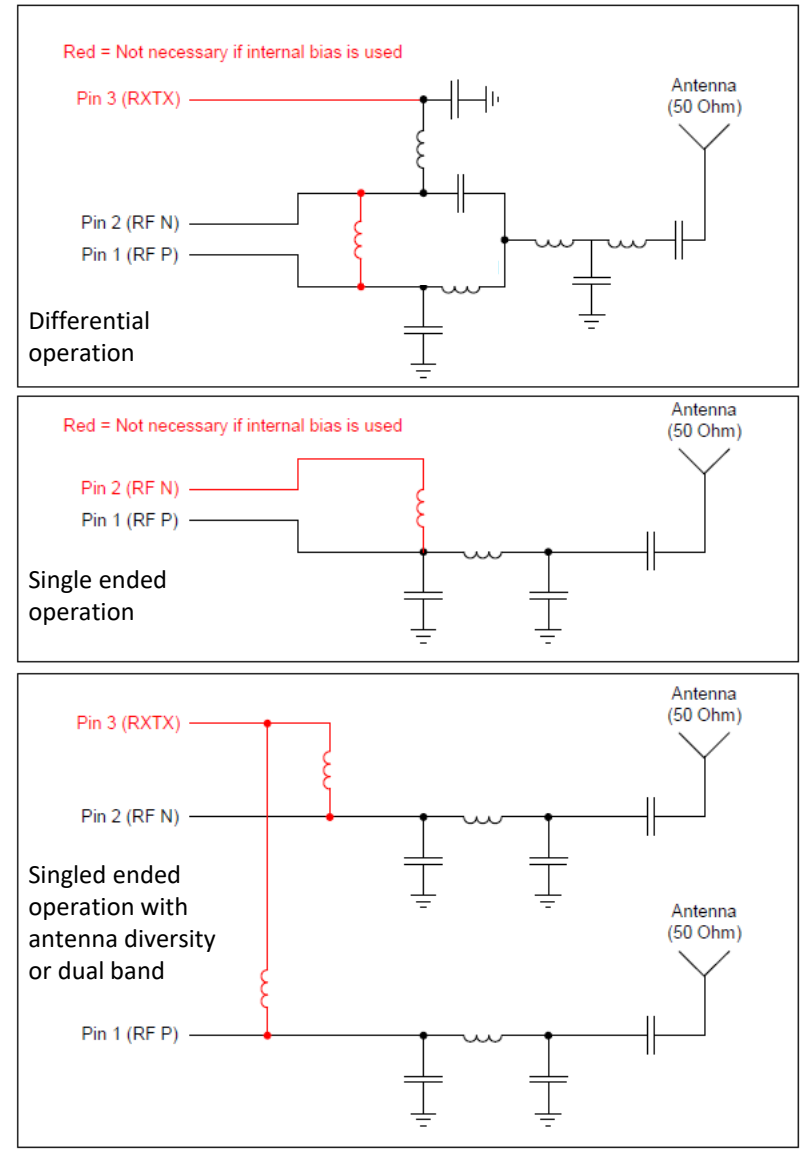 Red = Not necessary if internal bias is used
Pin 3 (RXTX)
Antenna
(50 Ohm)
Pin 2 (RF N)
Pin 1 (RF P)
Differential
operation
Red = Not necessary if internal bias is used
Antenna
(50 Ohm)
Pin 2 (RF N)
Pin 1 (RF P)
Single ended
operation
Antenna
(50 Ohm)
Pin 3 (RXTX)
Pin 2 (RF N)
Singled ended
operation with
antenna diversity
or dual band
Antenna
(50 Ohm)
Pin 1 (RF P)